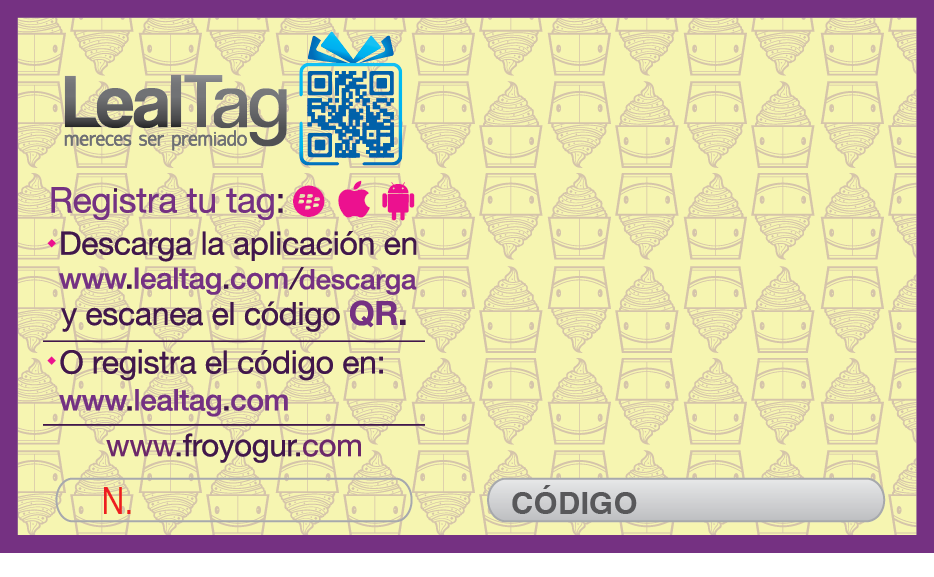 LealTag
mereces ser premiado
Registra tu tag:
Descarga la aplicación en
www.lealtag.com/descarga
y escanea el código QR.
O registra el código en:
www.lealtag.com
www.froyogur.com
N.
CÓDIGO